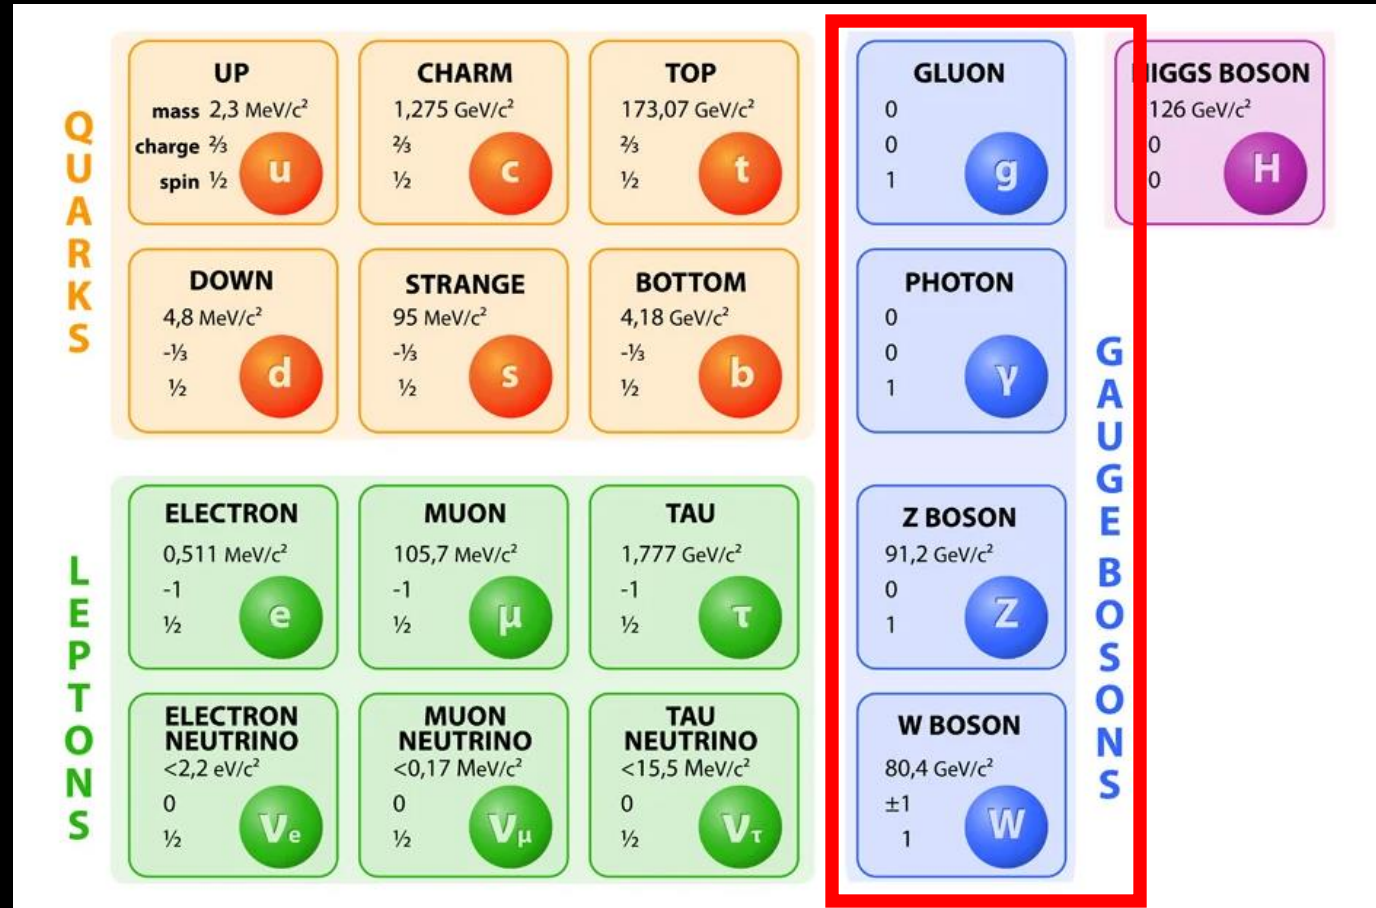 QUARKS
UP
mass 2,3 MeV/c²
charge ⅔
spin ½
u
CHARM
1,275 GeV/c²
⅔
½
c
TOP
173,07 GeV/c²
⅔
½
t
GLUON
0
0
1
g
HIGGS BOSON
126 GeV/c²
0
0
H
DOWN
4,8 MeV/c²
-⅓
½
d
STRANGE
95 MeV/c²
-⅓
½
s
BOTTOM
4,18 GeV/c²
-⅓
½
b
PHOTON
0
0
1
γ
GAUGE BOSONS
LEPTONS
ELECTRON
0,511 MeV/c²
-1
½
e
MUON
105,7 MeV/c²
-1
½
μ
TAU
1,777 GeV/c²
-1
½
τ
Z BOSON
91,2 GeV/c²
0
1
Z
ELECTRON
NEUTRINO
<2,2 eV/c²
0
½
νe
MUON
NEUTRINO
<0,17 MeV/c²
0
½
νμ
TAU
NEUTRINO
<15,5 MeV/c²
0
½
ντ
W BOSON
80,4 GeV/c²
±1
1
W